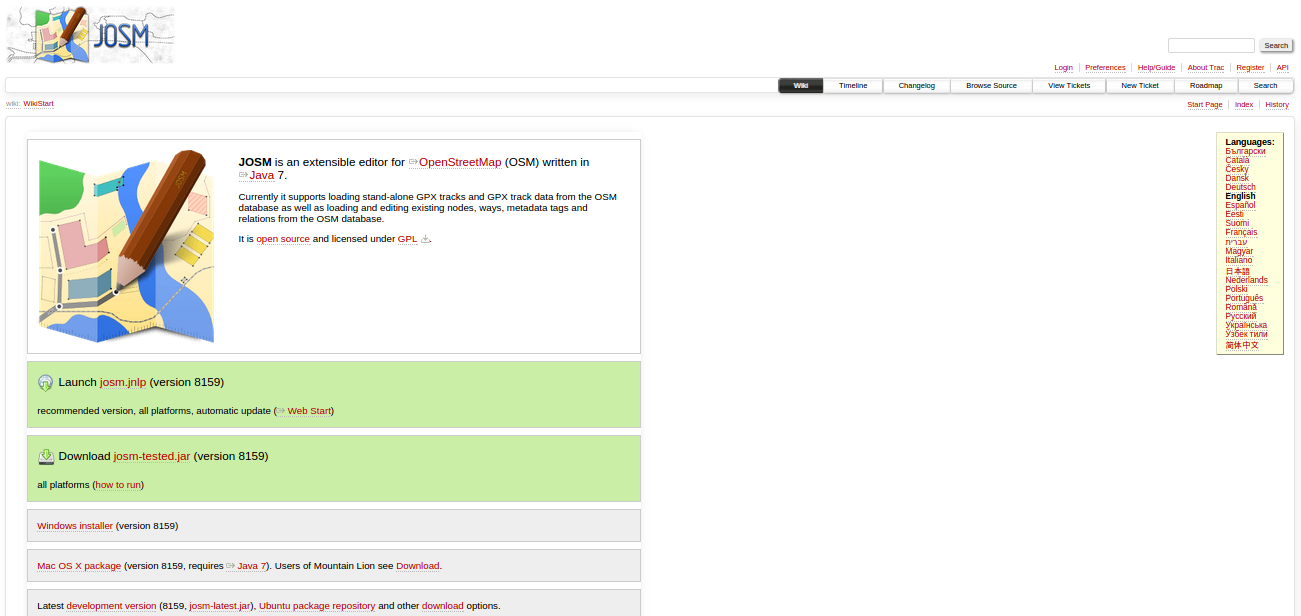 JOSM
Search
Login Preferences Help/Guide About Trac Register API
Wiki Timeline Changelog Browse Source View Tickets New Ticket Roadmap Search
wiki: WikiStart
Start Page Index History
JOSM is an extensible editor for OpenStreetMap (OSM) written in
Java 7.
Currently it supports loading stand-alone GPX tracks and GPX track data from the OSM
database as well as loading and editing existing nodes, ways, metadata tags and
relations from the OSM database.
It is open source and licensed under GPL.
Launch josm.jnlp (version 8159)
recommended version, all platforms, automatic update (Web Start)
Download josm-tested.jar (version 8159)
all platforms (how to run)
Windows installer (version 8159)
Mac OS X package (version 8159, requires Java 7). Users of Mountain Lion see Download.
Latest development version (8159, josm-latest.jar), Ubuntu package repository and other download options.
Languages:
Български
Català
Česky
Dansk
Deutsch
English
Español
Eesti
Suomi
Français
עברית
Magyar
Italiano
日本語
Nederlands
Polski
Português
Română
Русский
Українська
Ўзбек тили
简体中文